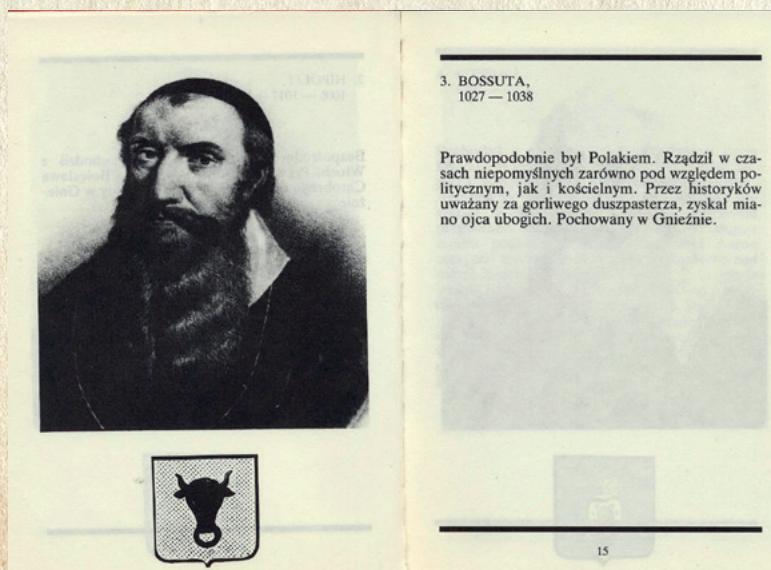 3. BOSSUTA,
1027 — 1038
Prawdopodobnie był Polakiem. Rządził w cza-
sach niepomyślnych zarówno pod względem po-
litycznym, jak i kościelnym. Przez historyków
uważany za gorliwego duszpasterza, zyskał mia-
no ojca ubogich. Pochowany w Gnieźnie.
15